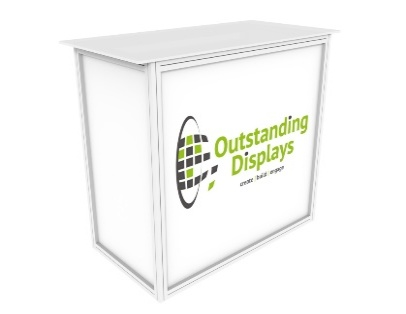 Outstanding
Displays
create | build | engage